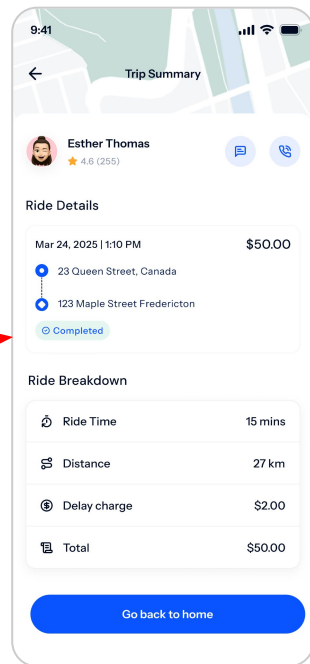 9:41
Trip Summary
Esther Thomas
4.6 (255)
Ride Details
Mar 24, 2025 | 1:10 PM $50.00
23 Queen Street, Canada
123 Maple Street Fredericton
Completed
Ride Breakdown
Ride Time 15 mins
Distance 27 km
Delay charge $2.00
Total $50.00
Go back to home